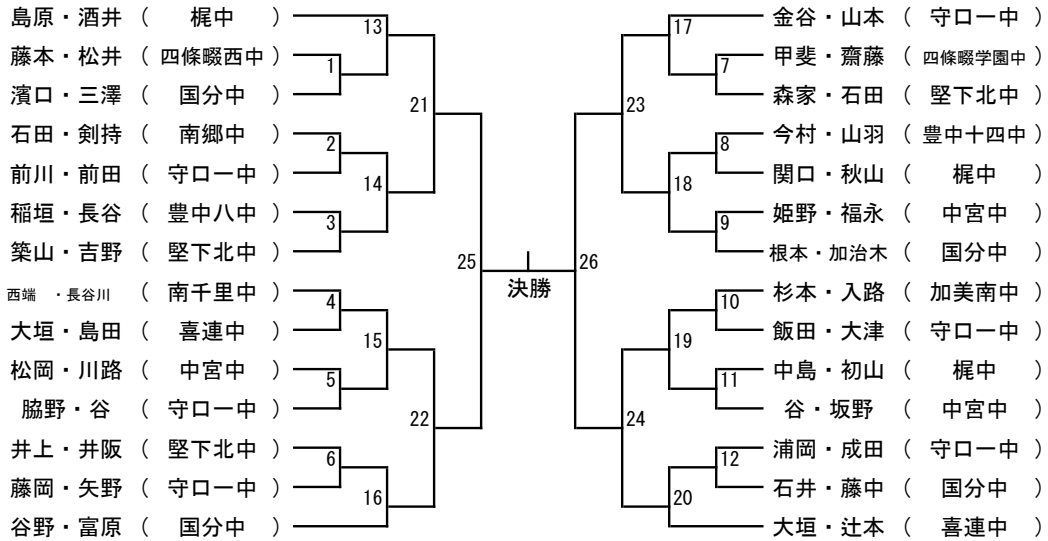 島原・酒井 ( 梶中 ) 13 17 金谷・山本 ( 守口一中 )
藤本・松井 ( 四條畷西中 ) 1 7 甲斐・齋藤 ( 四條畷学園中 )
濱口・三澤 ( 国分中 ) 21 23 森家・石田 ( 堅下北中 )
石田・剣持 ( 南郷中 ) 2 8 今村・山羽 ( 豊中十四中 )
前川・前田 ( 守口一中 ) 14 18 関口・秋山 ( 梶中 )
稲垣・長谷 ( 豊中八中 ) 3 9 姫野・福永 ( 中宮中 )
築山・吉野 ( 堅下北中 ) 25 26 根本・加治木 ( 国分中 )
決勝
西端 ・長谷川 ( 南千里中 ) 4 10 杉本・入路 ( 加美南中 )
大垣・島田 ( 喜連中 ) 15 19 飯田・大津 ( 守口一中 )
松岡・川路 ( 中宮中 ) 5 11 中島・初山 ( 梶中 )
脇野・谷 ( 守口一中 ) 22 24 谷・坂野 ( 中宮中 )
井上・井阪 ( 堅下北中 ) 6 12 浦岡・成田 ( 守口一中 )
藤岡・矢野 ( 守口一中 ) 16 20 石井・藤中 ( 国分中 )
谷野・富原 ( 国分中 ) 大垣・辻本 ( 喜連中 )